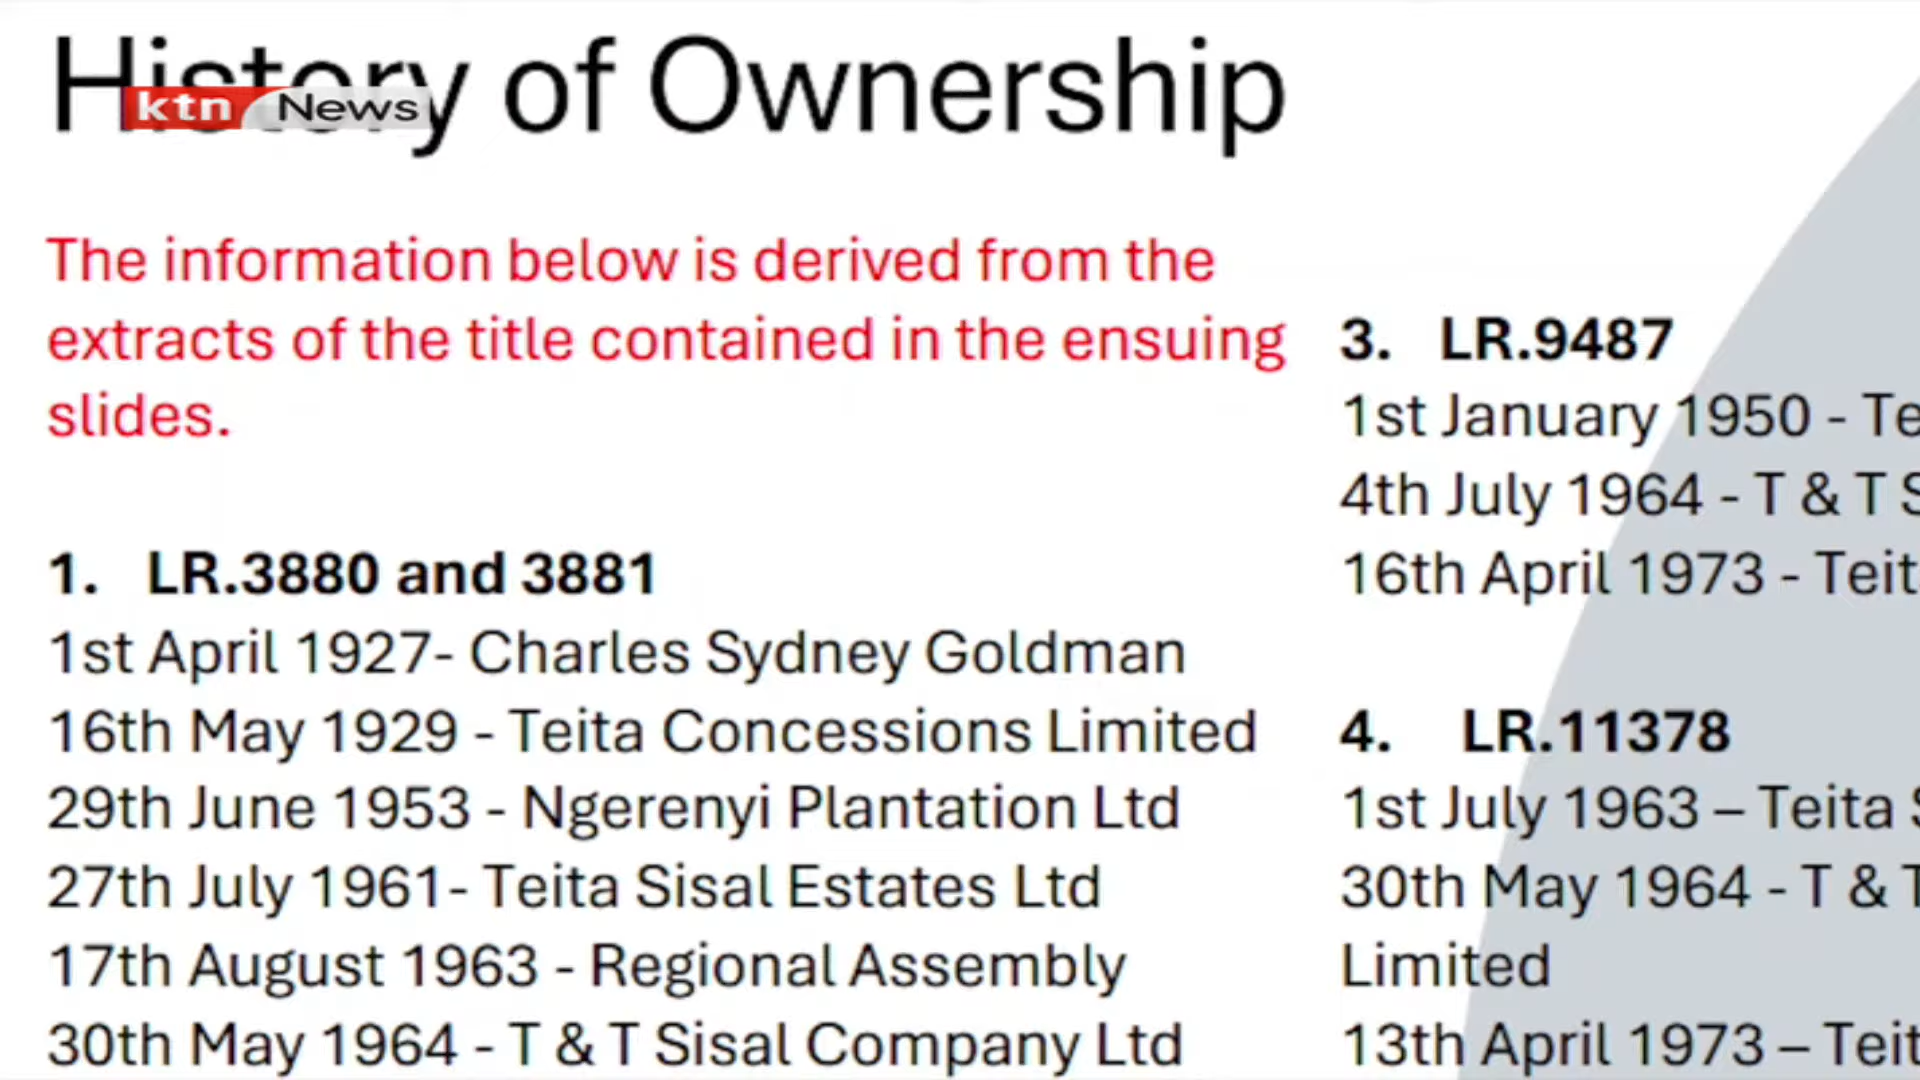 History of Ownership
ktn News
The information below is derived from the
extracts of the title contained in the ensuing
slides.
1. LR.3880 and 3881
1st April 1927- Charles Sydney Goldman
16th May 1929 - Teita Concessions Limited
29th June 1953 - Ngerenyi Plantation Ltd
27th July 1961- Teita Sisal Estates Ltd
17th August 1963 - Regional Assembly
30th May 1964 - T & T Sisal Company Ltd
3. LR.9487
1st January 1950 -
4th July 1964 - T & T
16th April 1973 -
4. LR.11378
1st July 1963 – Teita
30th May 1964 - T &
Limited
13th April 1973 –